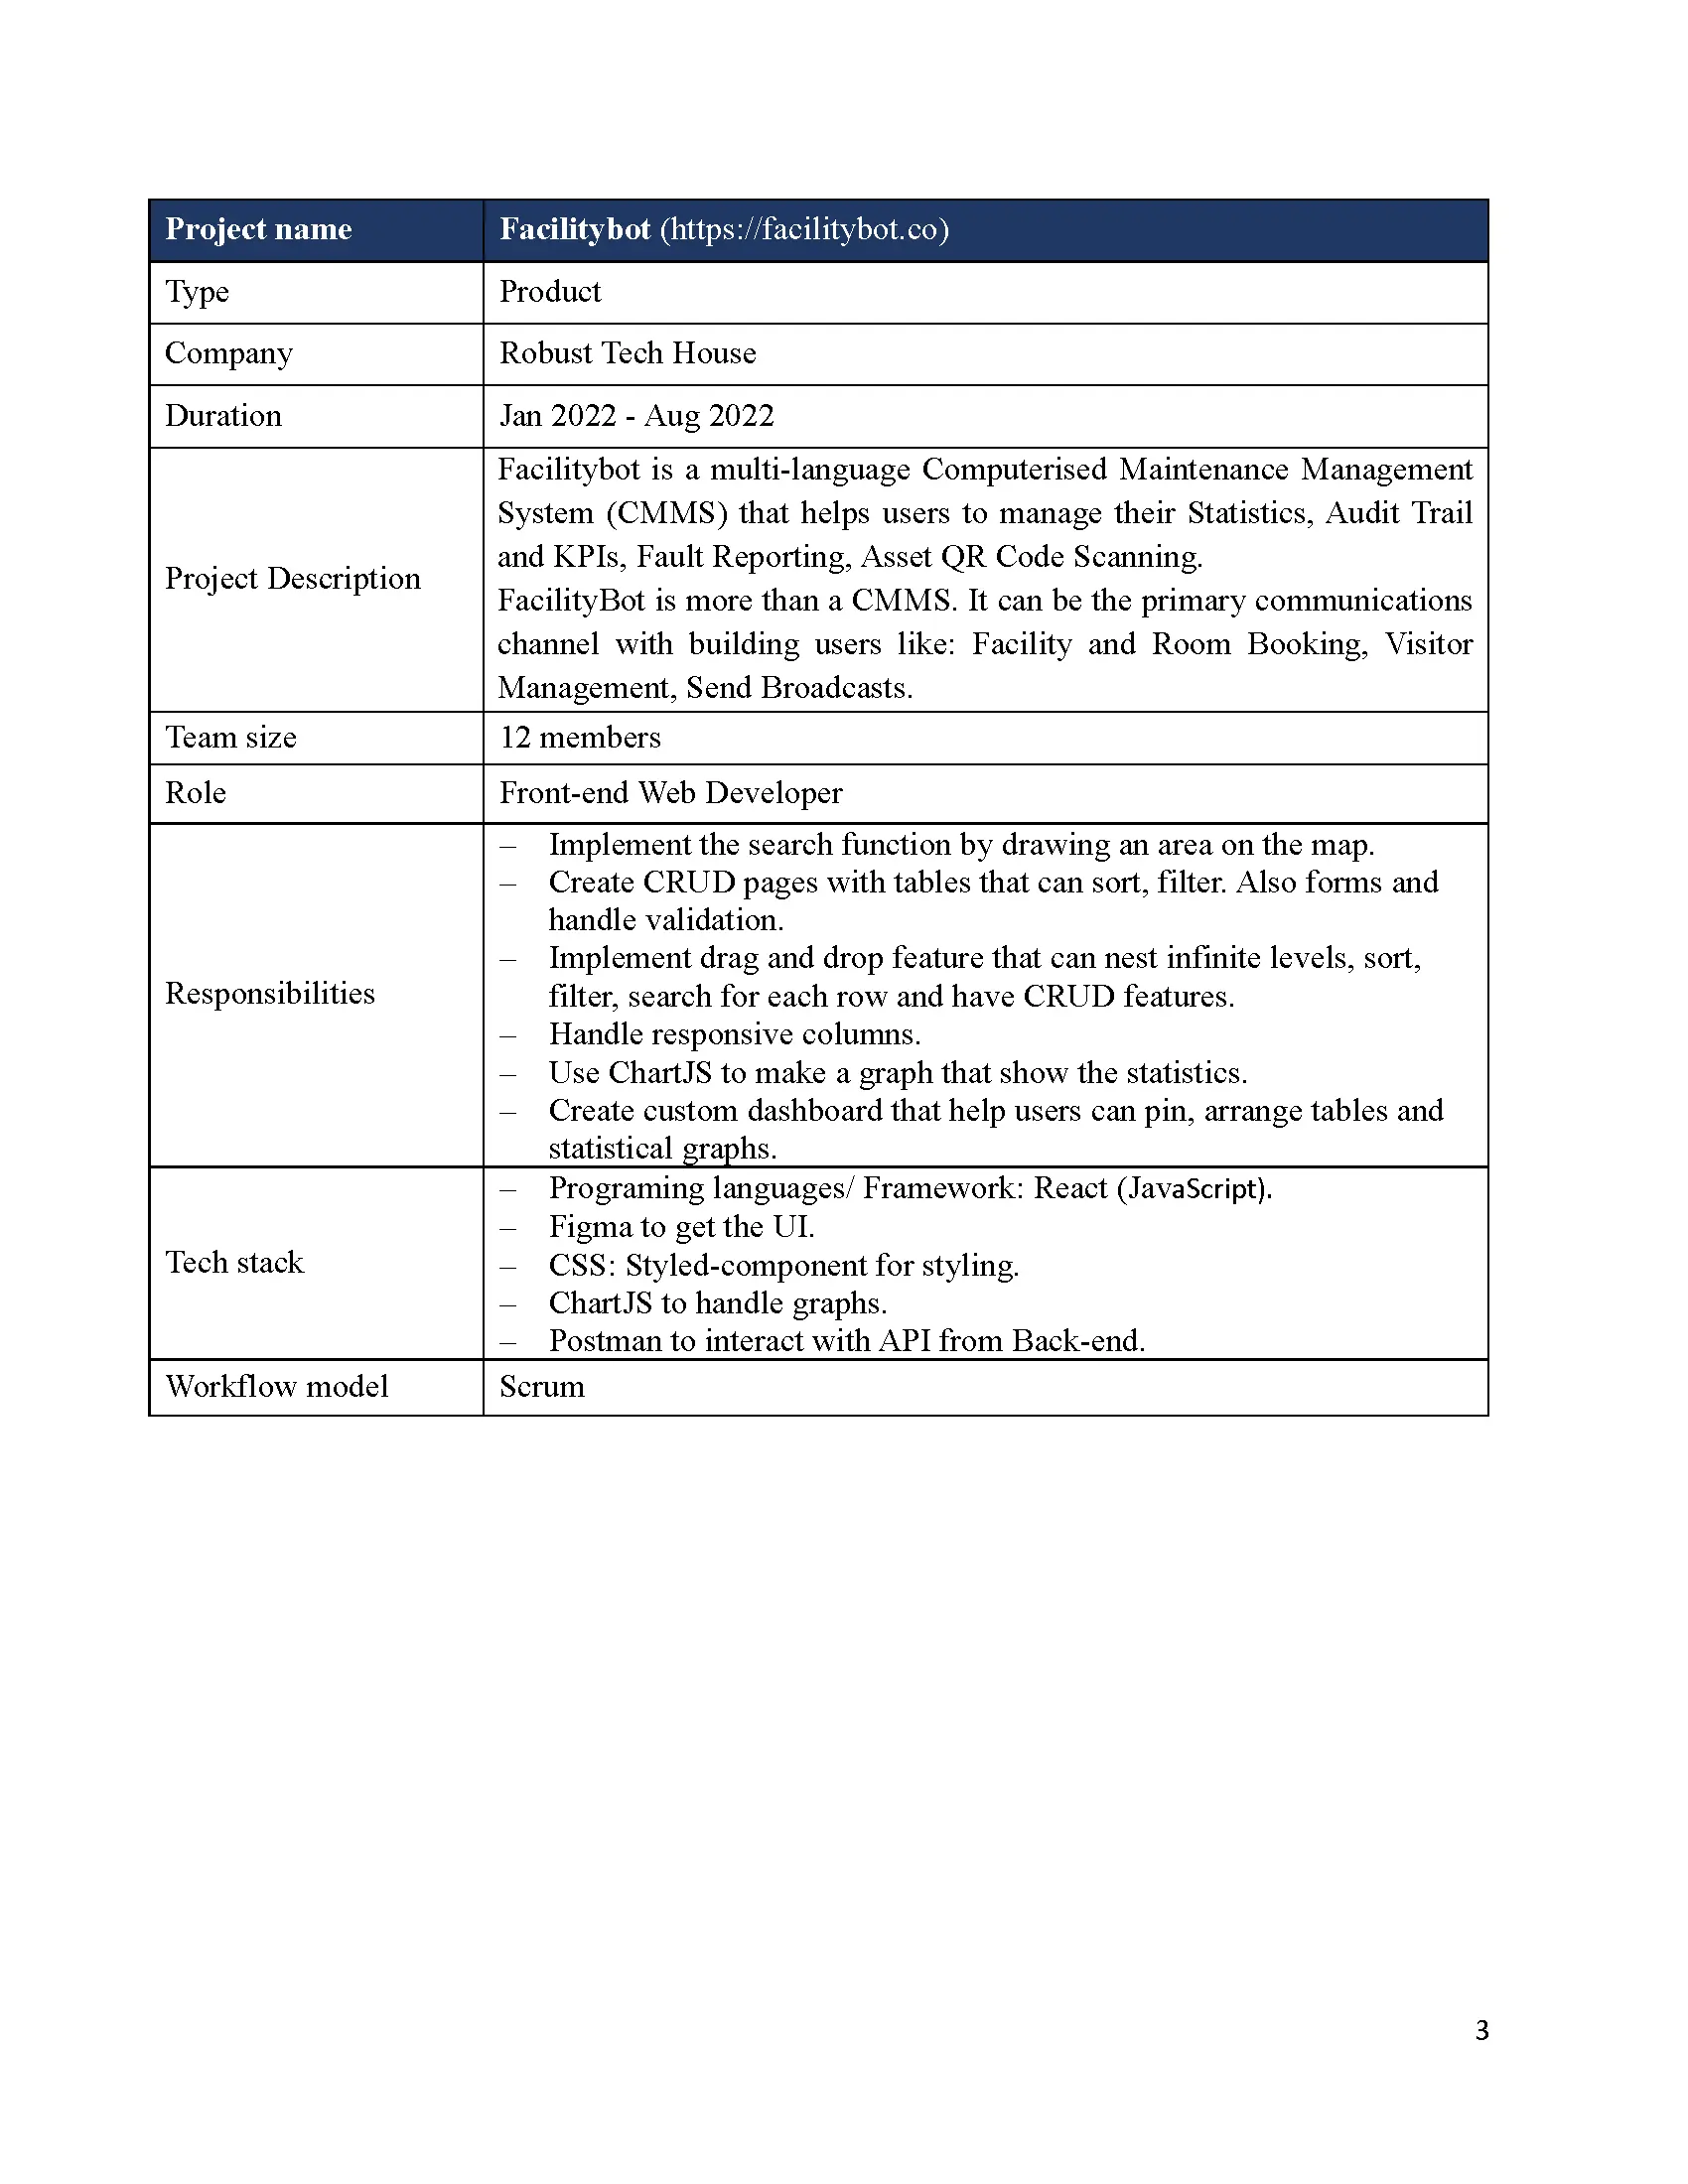 Project name
Facilitybot (https://facilitybot.co)
Type
Product
Company
Robust Tech House
Duration
Jan 2022 - Aug 2022
Project Description
Facilitybot is a multi-language Computerised Maintenance Management
System (CMMS) that helps users to manage their Statistics, Audit Trail
and KPIs, Fault Reporting, Asset QR Code Scanning.
FacilityBot is more than a CMMS. It can be the primary communications
channel with building users like: Facility and Room Booking, Visitor
Management, Send Broadcasts.
Team size
12 members
Role
Front-end Web Developer
Responsibilities
– Implement the search function by drawing an area on the map.
– Create CRUD pages with tables that can sort, filter. Also forms and
handle validation.
– Implement drag and drop feature that can nest infinite levels, sort,
filter, search for each row and have CRUD features.
– Handle responsive columns.
– Use ChartJS to make a graph that show the statistics.
– Create custom dashboard that help users can pin, arrange tables and
statistical graphs.
Tech stack
– Programing languages/ Framework: React (JavaScript).
– Figma to get the UI.
– CSS: Styled-component for styling.
– ChartJS to handle graphs.
– Postman to interact with API from Back-end.
Workflow model
Scrum
3